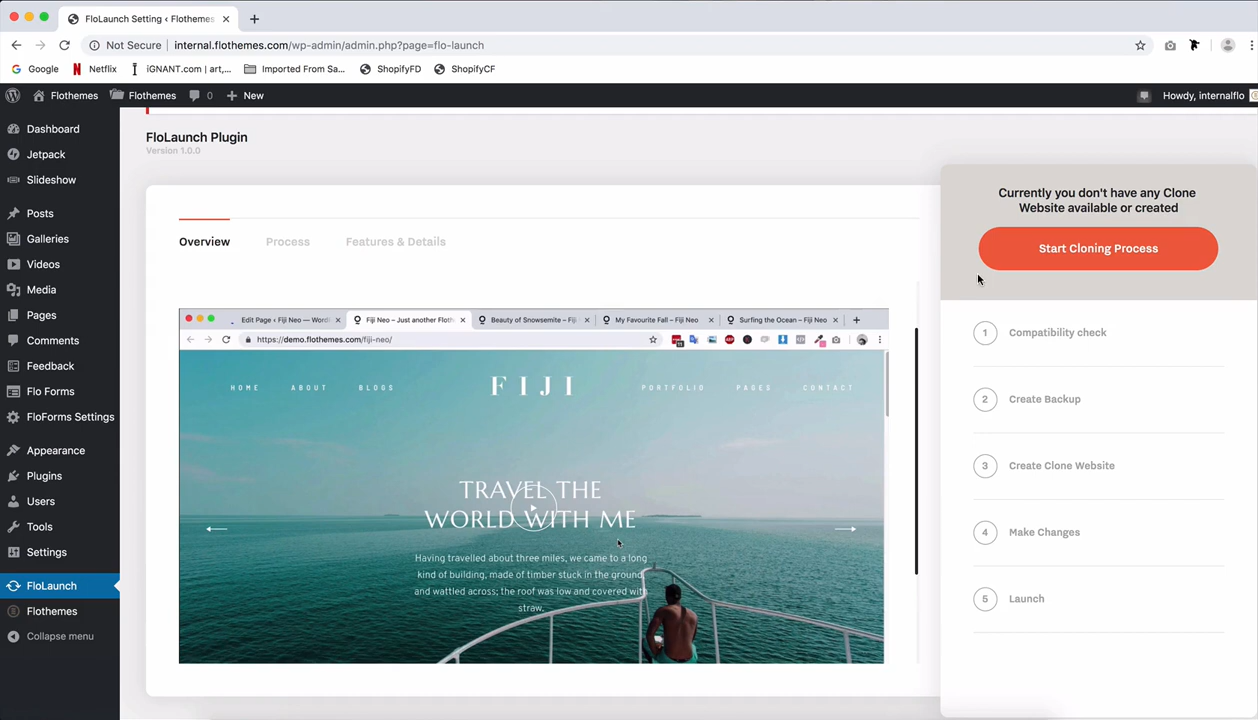 FloLaunch Setting ‹ Flothemes
Not Secure | internal.flothemes.com/wp-admin/admin.php?page=flo-launch
Google Netflix iGNANT.com | art,... Imported From Sa... ShopifyFD ShopifyCF
Flothemes Flothemes 0 New Howdy, internalflo
Dashboard
Jetpack
Slideshow
Posts
Galleries
Videos
Media
Pages
Comments
Feedback
Flo Forms
FloForms Settings
Appearance
Plugins
Users
Tools
Settings
FloLaunch
Flothemes
Collapse menu
FloLaunch Plugin
Version 1.0.0
Overview Process Features & Details
Edit Page ‹ Fiji Neo — Word Fiji Neo – Just another Floth Beauty of Snowsemite – Fiji My Favourite Fall – Fiji Neo Surfing the Ocean – Fiji Neo
https://demo.flothemes.com/fiji-neo/
HOME ABOUT BLOGS FIJI PORTFOLIO PAGES CONTACT
TRAVEL THE
WORLD WITH ME
Having travelled about three miles, we came to a long
kind of building, made of timber stuck in the ground,
and wattled across; the roof was low and covered with
straw.
Currently you don't have any Clone
Website available or created
Start Cloning Process
1 Compatibility check
2 Create Backup
3 Create Clone Website
4 Make Changes
5 Launch